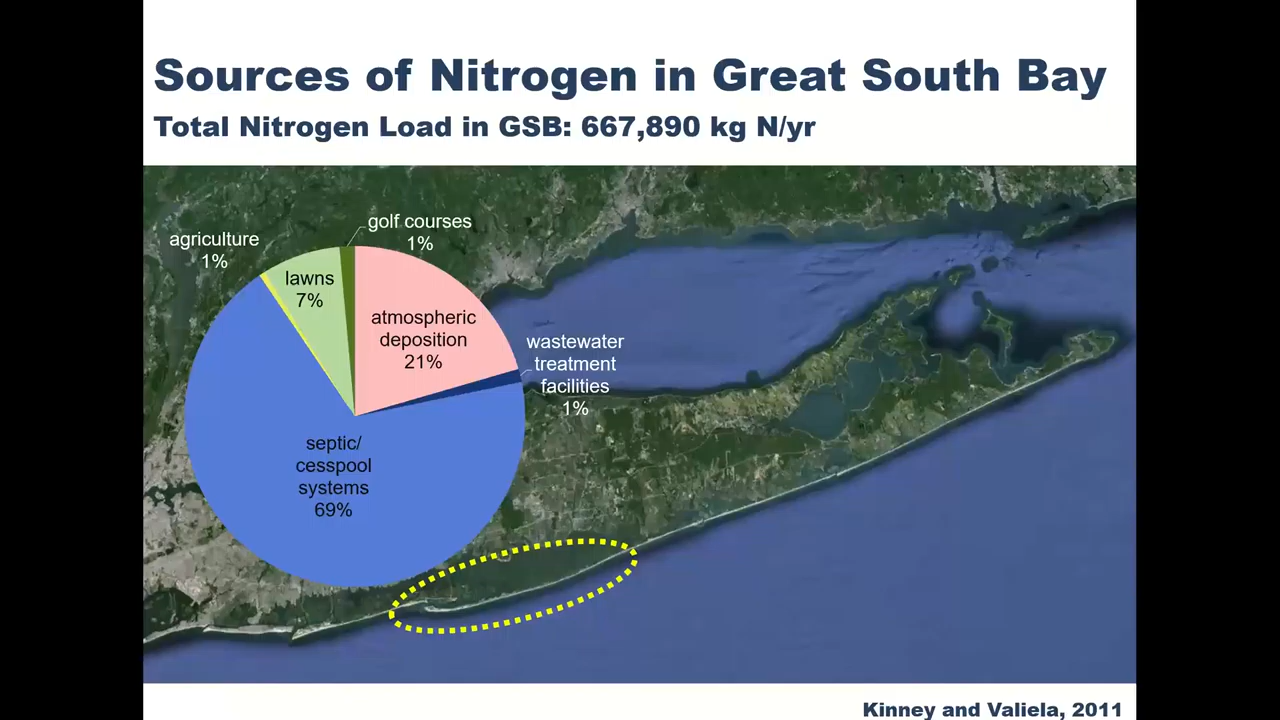 Sources of Nitrogen in Great South Bay
Total Nitrogen Load in GSB: 667,890 kg N/yr
golf courses
1%
agriculture
1%
lawns
7%
atmospheric
deposition
21%
wastewater
treatment
facilities
1%
septic/
cesspool
systems
69%
Kinney and Valiela, 2011